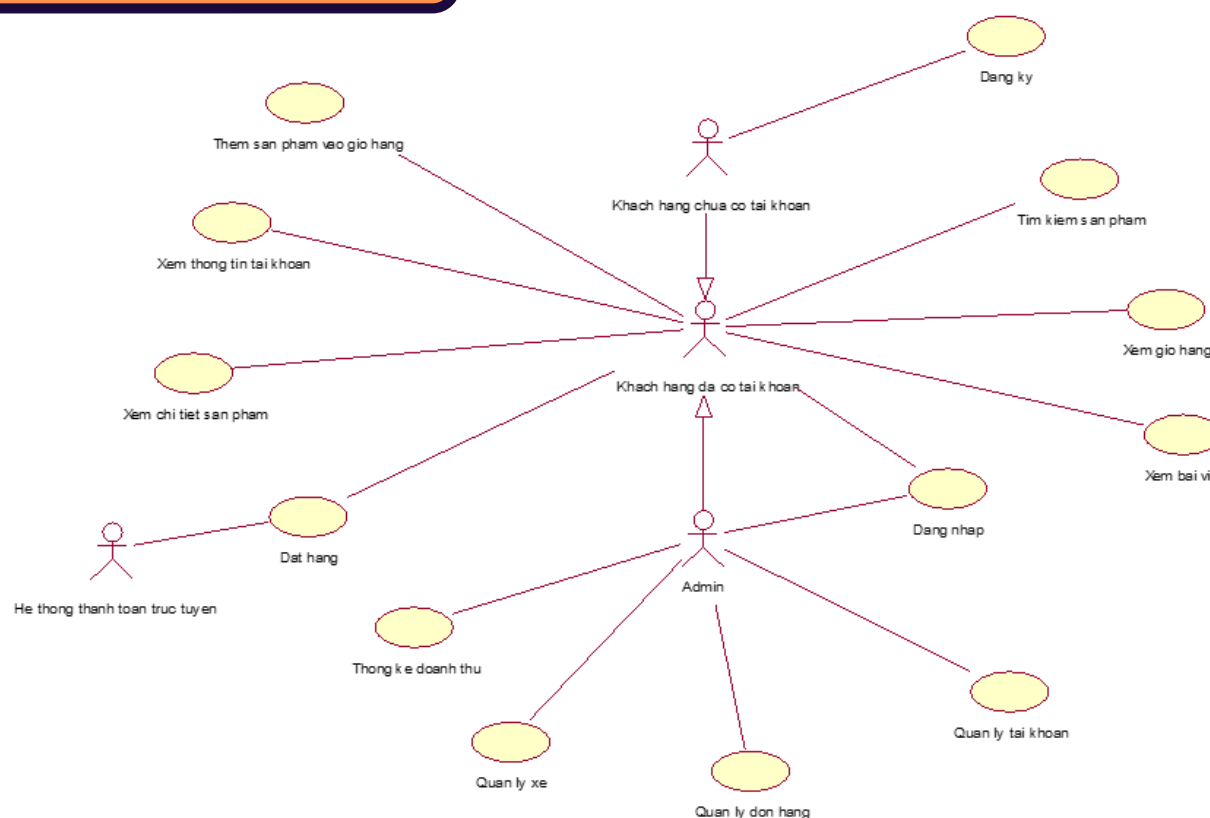 Dang ky
Them san pham vao gio hang
Khach hang chua co tai khoan
Tim kiem san pham
Xem thong tin tai khoan
Xem gio hang
Khach hang da co tai khoan
Xem chi tiet san pham
Xem bai vi
Dang nhap
Dat hang
Admin
He thong thanh toan truc tuyen
Thong ke doanh thu
Quan ly tai khoan
Quan ly xe
Quan ly don hang